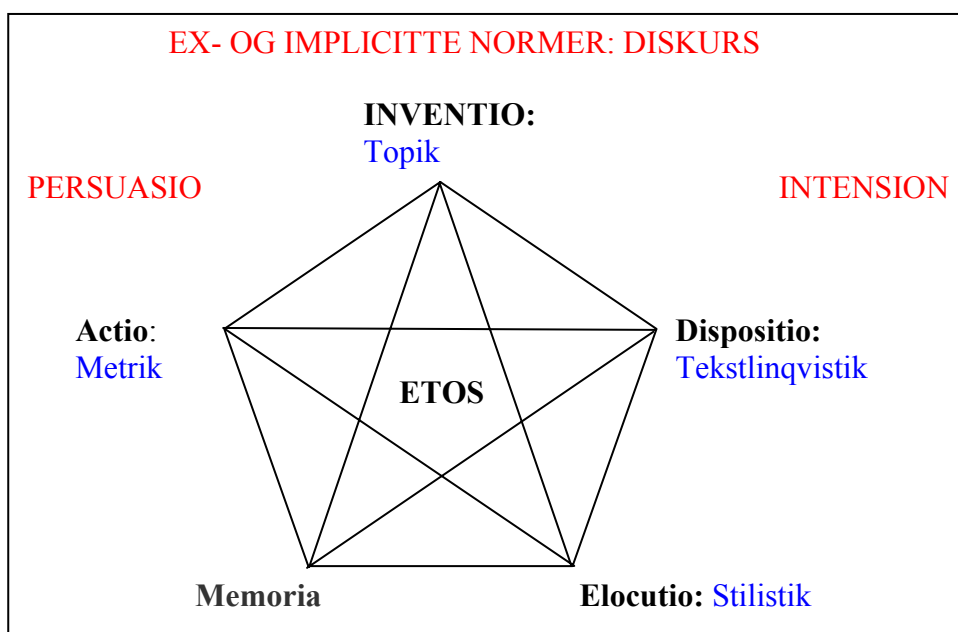 EX- OG IMPLICITTE NORMER: DISKURS
INVENTIO:
Topik
PERSUASIO
INTENSION
Actio:
Metrik
Dispositio:
Tekstlinqvistik
ETOS
Memoria
Elocutio: Stilistik